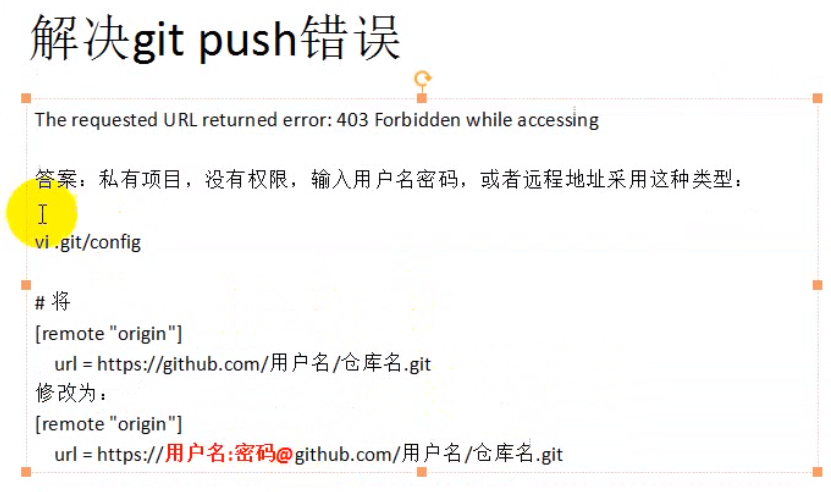 解决git push错误
The requested URL returned error: 403 Forbidden while accessing
答案：私有项目，没有权限，输入用户名密码，或者远程地址采用这种类型：
vi .git/config
# 将
[remote "origin"]
url = https://github.com/用户名/仓库名.git
修改为：
[remote "origin"]
url = https://用户名:密码@github.com/用户名/仓库名.git